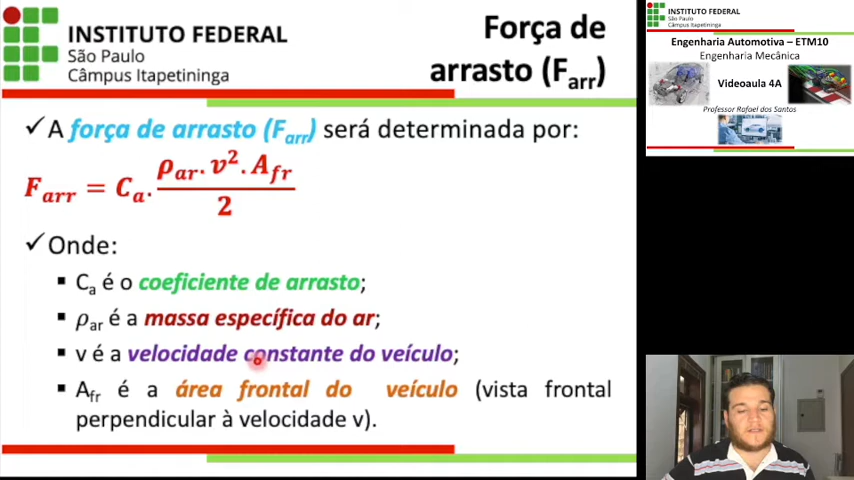 INSTITUTO FEDERAL
São Paulo
Câmpus Itapetininga
Força de
arrasto (Farr)
✓A força de arrasto (Farr) será determinada por:
Farr = Ca. ρar. v². Afr / 2
✓Onde:
▪ Ca é o coeficiente de arrasto;
▪ ρar é a massa específica do ar;
▪ v é a velocidade constante do veículo;
▪ Afr é a área frontal do veículo (vista frontal
perpendicular à velocidade v).
INSTITUTO FEDERAL
São Paulo
Câmpus Itapetininga
Engenharia Automotiva – ETM10
Engenharia Mecânica
Videoaula 4A
Professor Rafael dos Santos